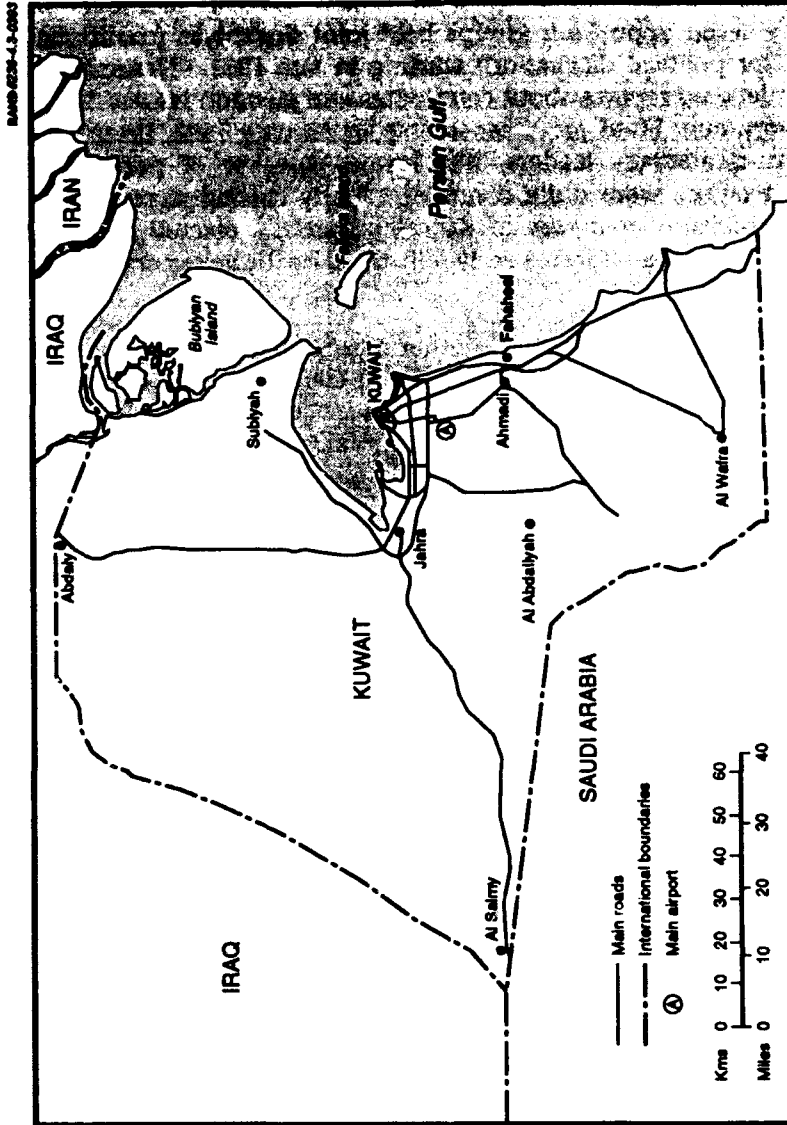 IRAN
IRAQ
Bubiyan
Island
Persian Gulf
Abdaly
Subiyah
KUWAIT
Jahra
KUWAIT
A
Fahaheel
Ahmadi
Al Abdaliyah
Al Wafra
IRAQ
Al Salmy
SAUDI ARABIA
Main roads
International boundaries
A Main airport
Kms 0 10 20 30 40 50 60
Miles 0 10 20 30 40